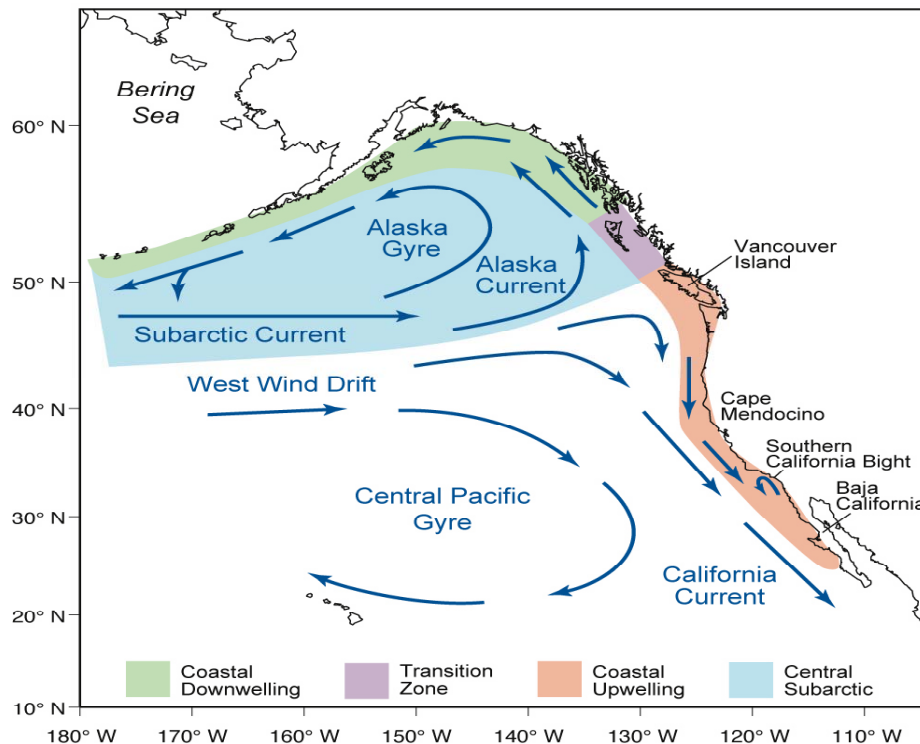 Bering
Sea
60° N
50° N
40° N
30° N
20° N
10° N
Alaska
Gyre
Alaska
Current
Subarctic Current
West Wind Drift
Central Pacific
Gyre
California
Current
Vancouver
Island
Cape
Mendocino
Southern
California Bight
Baja
California
Coastal
Downwelling
Transition
Zone
Coastal
Upwelling
Central
Subarctic
180° W
170° W
160° W
150° W
140° W
130° W
120° W
110° W